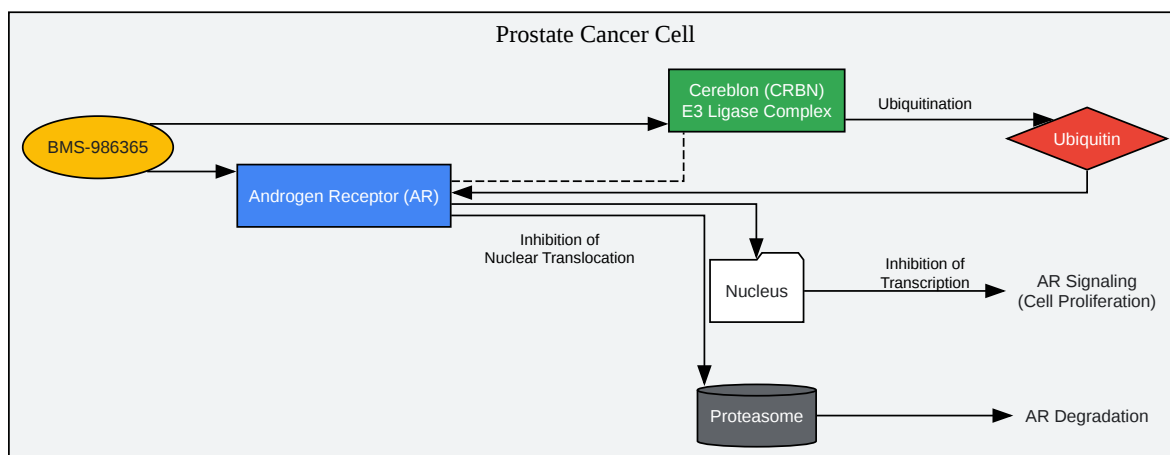 Prostate Cancer Cell
Cereblon (CRBN)
E3 Ligase Complex
Ubiquitination
BMS-986365
Ubiquitin
Androgen Receptor (AR)
Inhibition of
Nuclear Translocation
Nucleus
Inhibition of
Transcription
AR Signaling
(Cell Proliferation)
Proteasome
AR Degradation